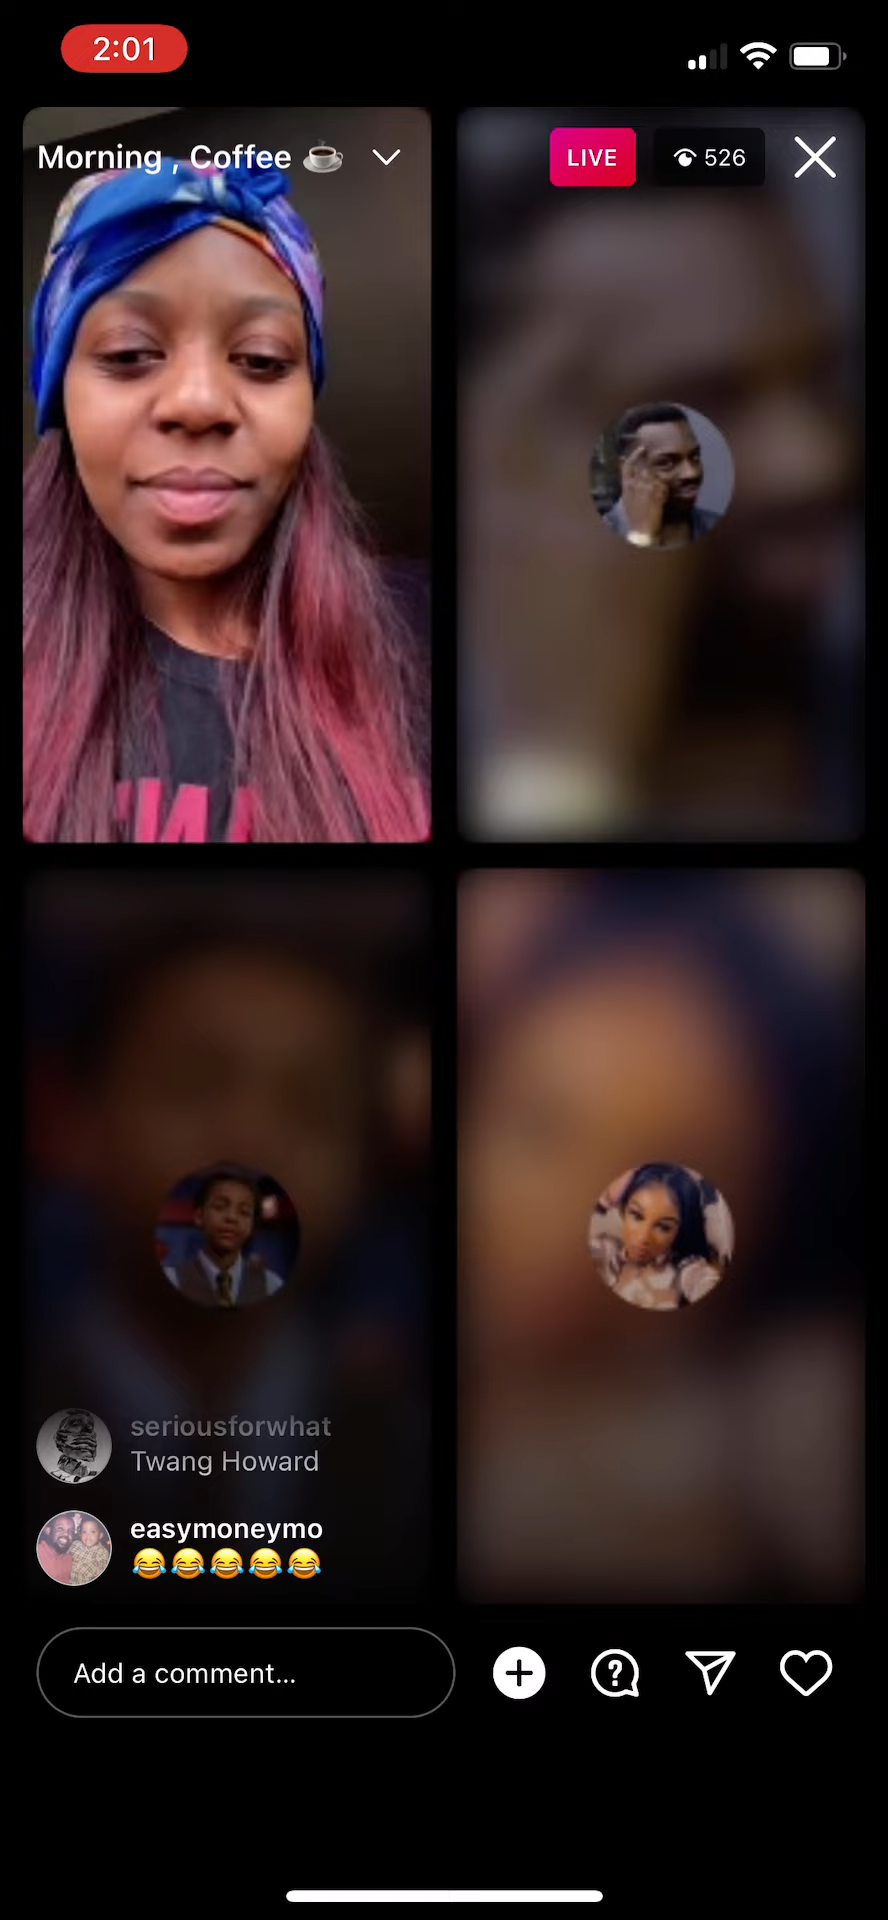 2:01
Morning , Coffee ☕
LIVE
526
seriousforwhat
Twang Howard
easymoneymo
😂😂😂😂😂
Add a comment...